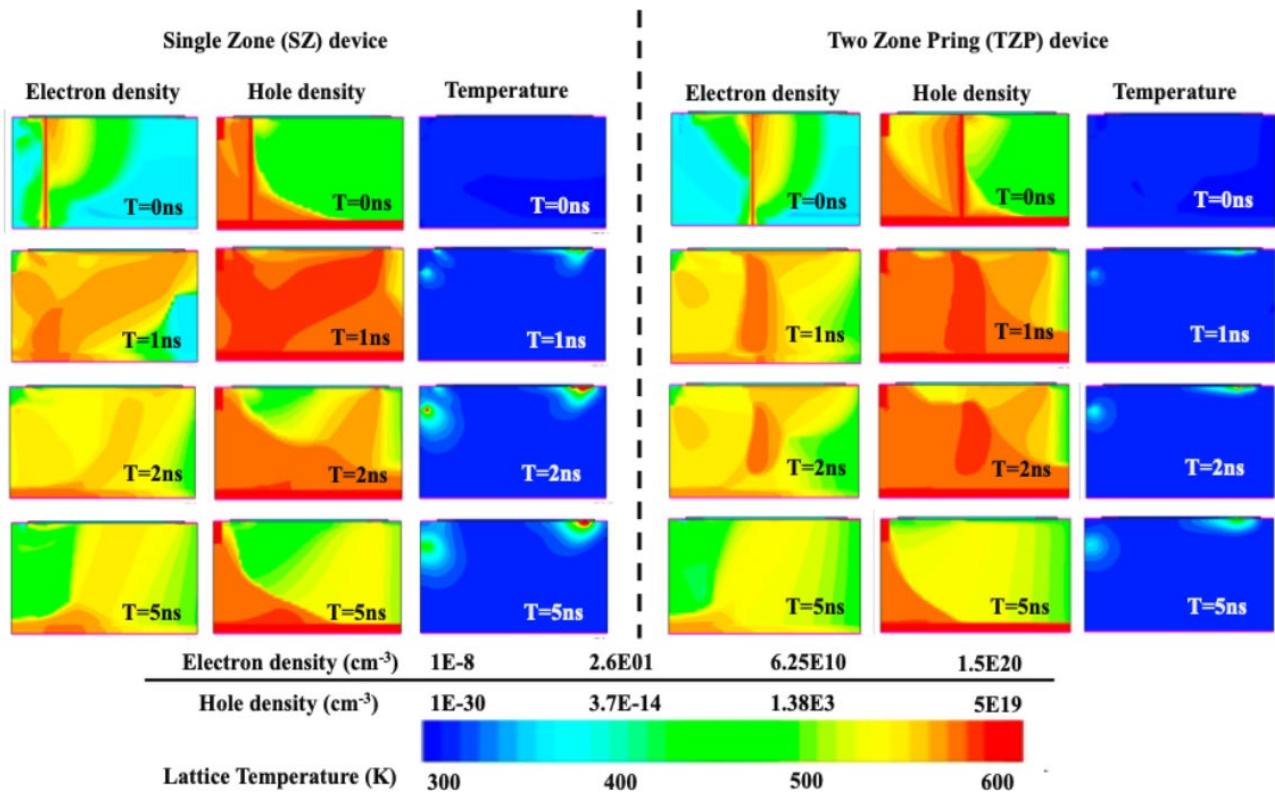 Single Zone (SZ) device
Two Zone Pring (TZP) device
Electron density Hole density Temperature
Electron density Hole density Temperature
T=0ns T=0ns T=0ns T=0ns T=0ns T=0ns
T=1ns T=1ns T=1ns T=1ns T=1ns T=1ns
T=2ns T=2ns T=2ns T=2ns T=2ns T=2ns
T=5ns T=5ns T=5ns T=5ns T=5ns T=5ns
Electron density (cm⁻³) 1E-8 2.6E01 6.25E10 1.5E20
Hole density (cm⁻³) 1E-30 3.7E-14 1.38E3 5E19
Lattice Temperature (K) 300 400 500 600